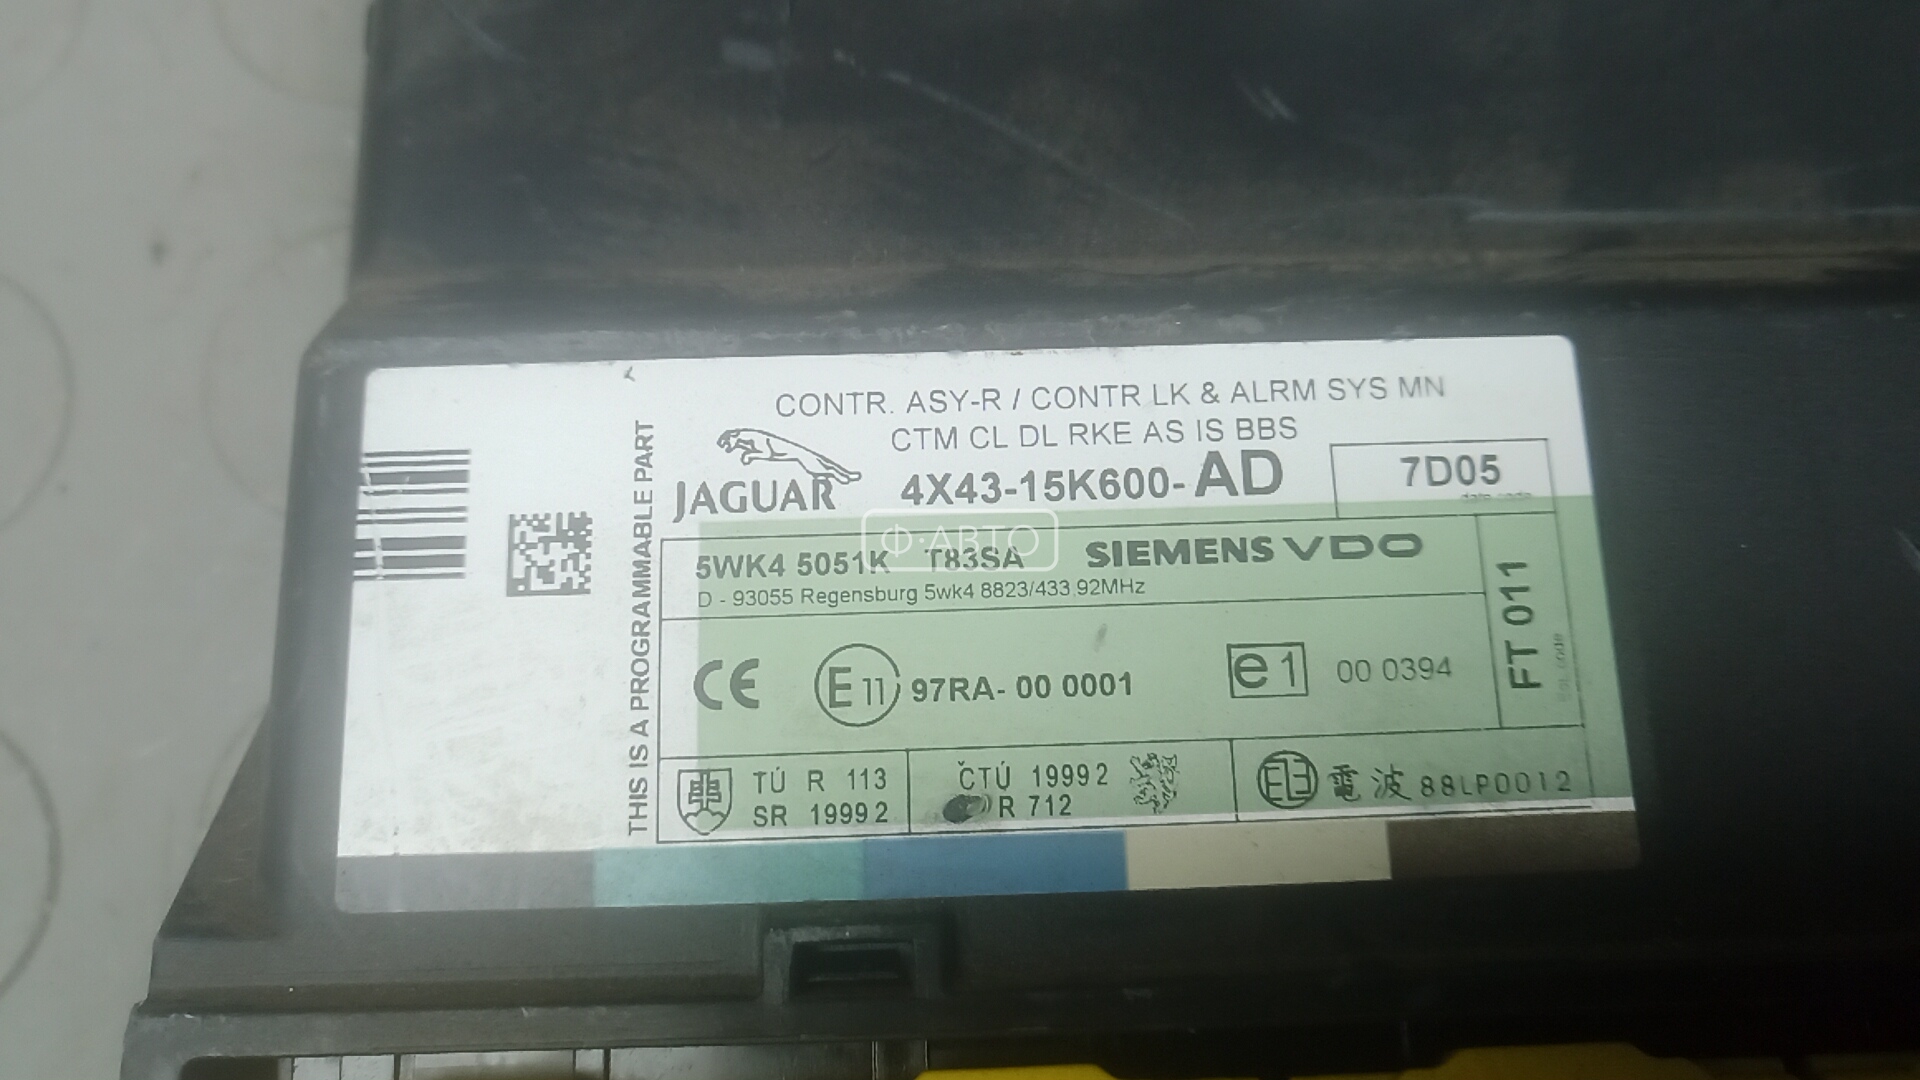 CONTR. ASY-R / CONTR LK & ALRM SYS MN
CTM CL DL RKE AS IS BBS
JAGUAR
4X43-15K600-AD
7D05
date code
THIS IS A PROGRAMMABLE PART
Ф·АВТО
5WK4 5051K T83SA SIEMENS VDO
D - 93055 Regensburg 5wk4 8823/433.92MHz
FT 011
CE E11 97RA- 00 0001 e1 00 0394
TÚ R 113
SR 1999 2
ČTÚ 1999 2
R 712
電波 88LP0012